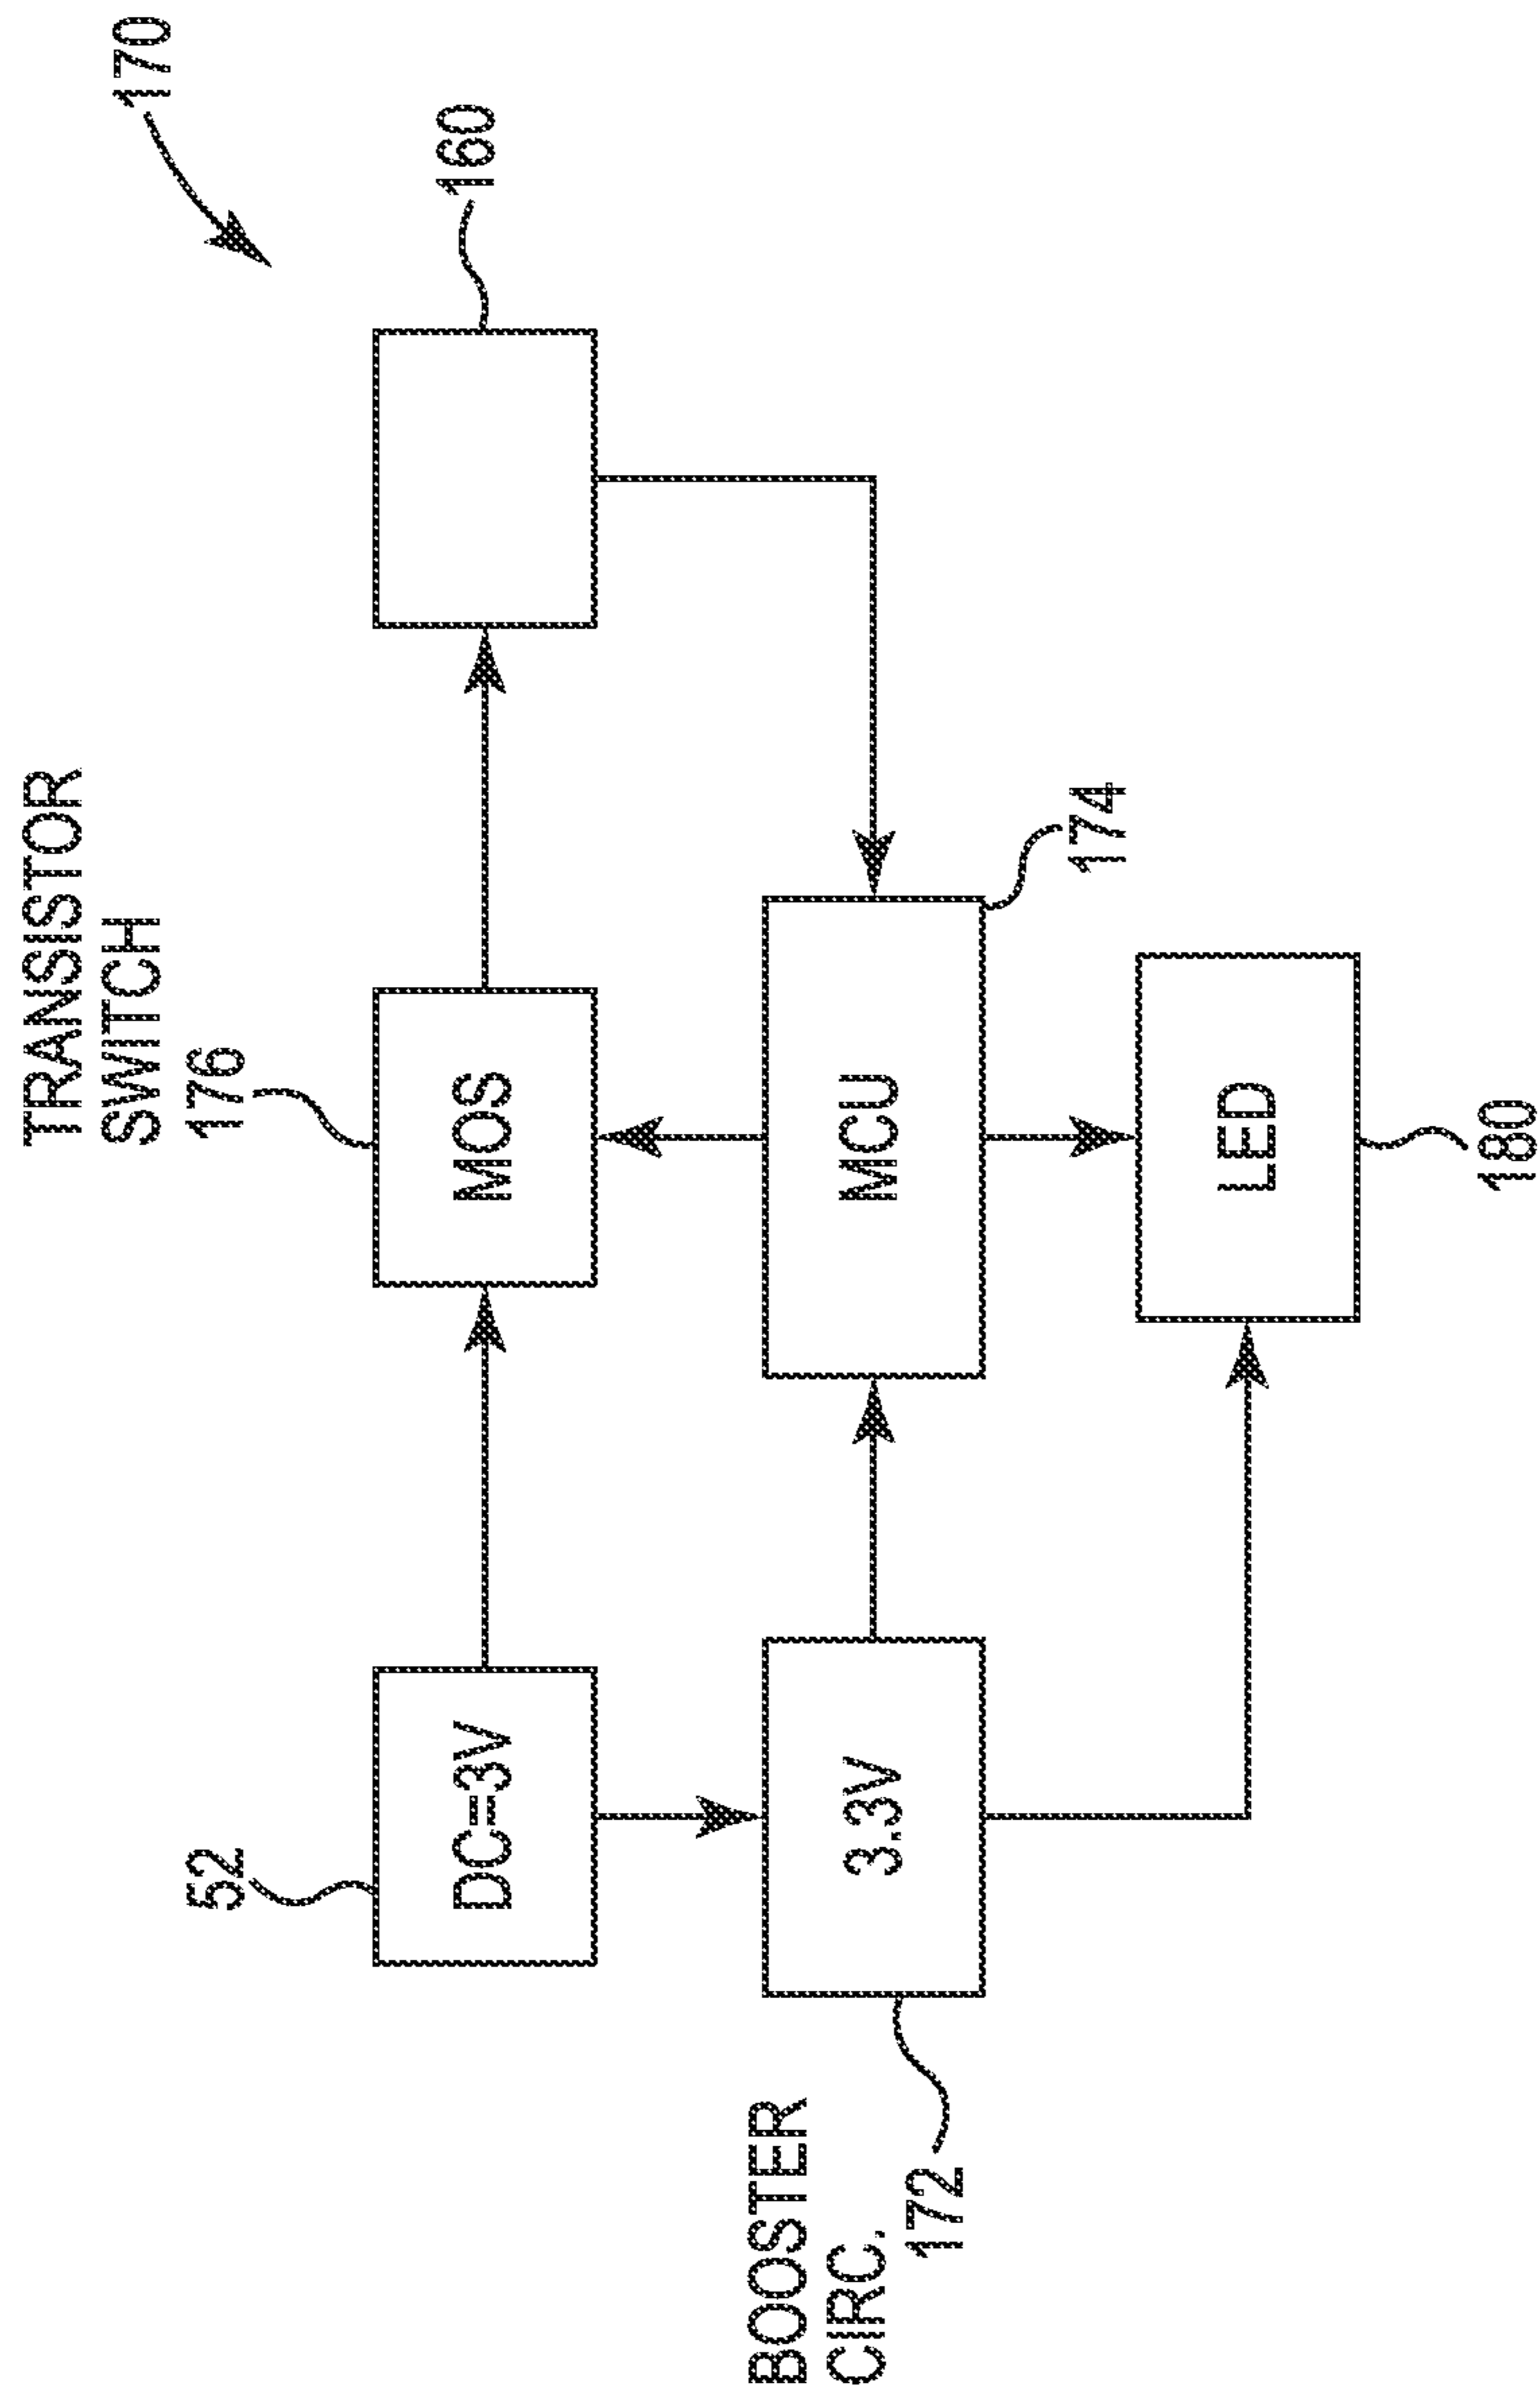 170
TRANSISTOR
SWITCH
176
160
52
DC=3V
MOS
BOOSTER
CIRC.
172
3.3V
MCU
174
LED
180